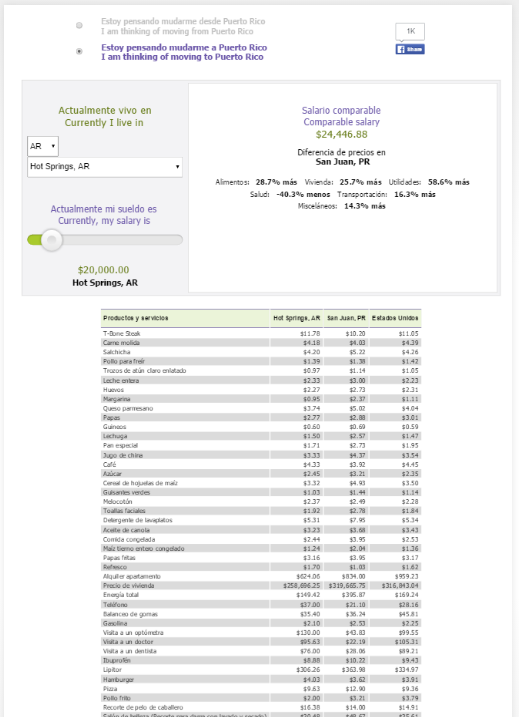 Estoy pensando mudarme desde Puerto Rico
I am thinking of moving from Puerto Rico
1K
Estoy pensando mudarme a Puerto Rico
I am thinking of moving to Puerto Rico
Share
Actualmente vivo en
Currently I live in
AR
Hot Springs, AR
Actualmente mi sueldo es
Currently, my salary is
$20,000.00
Hot Springs, AR
Salario comparable
Comparable salary
$24,446.88
Diferencia de precios en
San Juan, PR
Alimentos: 28.7% más Vivienda: 25.7% más Utilidades: 58.6% más
Salud: -40.3% menos Transportación: 16.3% más
Misceláneos: 14.3% más
Productos y servicios Hot Springs, AR San Juan, PR Estados Unidos
T-Bone Steak $11.78 $10.20 $11.05
Carne molida $4.18 $4.03 $4.39
Salchicha $4.20 $5.22 $4.26
Pollo para freír $1.39 $1.38 $1.42
Trozos de atún claro enlatado $0.97 $1.14 $1.05
Leche entera $2.33 $3.00 $2.23
Huevos $2.27 $2.73 $2.31
Margarina $0.95 $2.37 $1.11
Queso parmesano $3.74 $5.02 $4.04
Papas $2.77 $2.88 $3.01
Guineos $0.60 $0.69 $0.59
Lechuga $1.50 $2.57 $1.47
Pan especial $1.71 $2.73 $1.95
Jugo de china $3.33 $4.37 $3.54
Café $4.33 $3.92 $4.45
Azúcar $2.45 $3.21 $2.35
Cereal de hojuelas de maíz $3.32 $4.93 $3.50
Guisantes verdes $1.03 $1.44 $1.14
Melocotón $2.37 $2.49 $2.28
Toallas faciales $1.92 $2.78 $1.84
Detergente de lavaplatos $5.31 $7.95 $5.34
Aceite de canola $3.23 $3.66 $3.43
Comida congelada $2.44 $3.95 $2.53
Maíz tierno entero congelado $1.24 $2.04 $1.36
Papas fritas $3.16 $3.95 $3.17
Refresco $1.70 $1.03 $1.62
Alquiler apartamento $624.06 $834.00 $959.23
Precio de vivienda $258,696.25 $319,665.75 $316,843.04
Energía total $149.42 $395.87 $169.24
Teléfono $37.00 $21.10 $28.16
Balanceo de gomas $35.40 $36.24 $45.81
Gasolina $2.10 $2.53 $2.25
Visita a un optómetra $130.00 $43.83 $99.55
Visita a un doctor $95.63 $22.19 $105.31
Visita a un dentista $76.00 $28.06 $89.21
Ibuprofén $8.88 $10.22 $9.43
Lipitor $306.26 $363.98 $334.97
Hamburger $4.03 $3.62 $3.91
Pizza $9.63 $12.90 $9.36
Pollo frito $2.00 $3.21 $3.79
Recorte de pelo de caballero $16.38 $14.00 $14.91